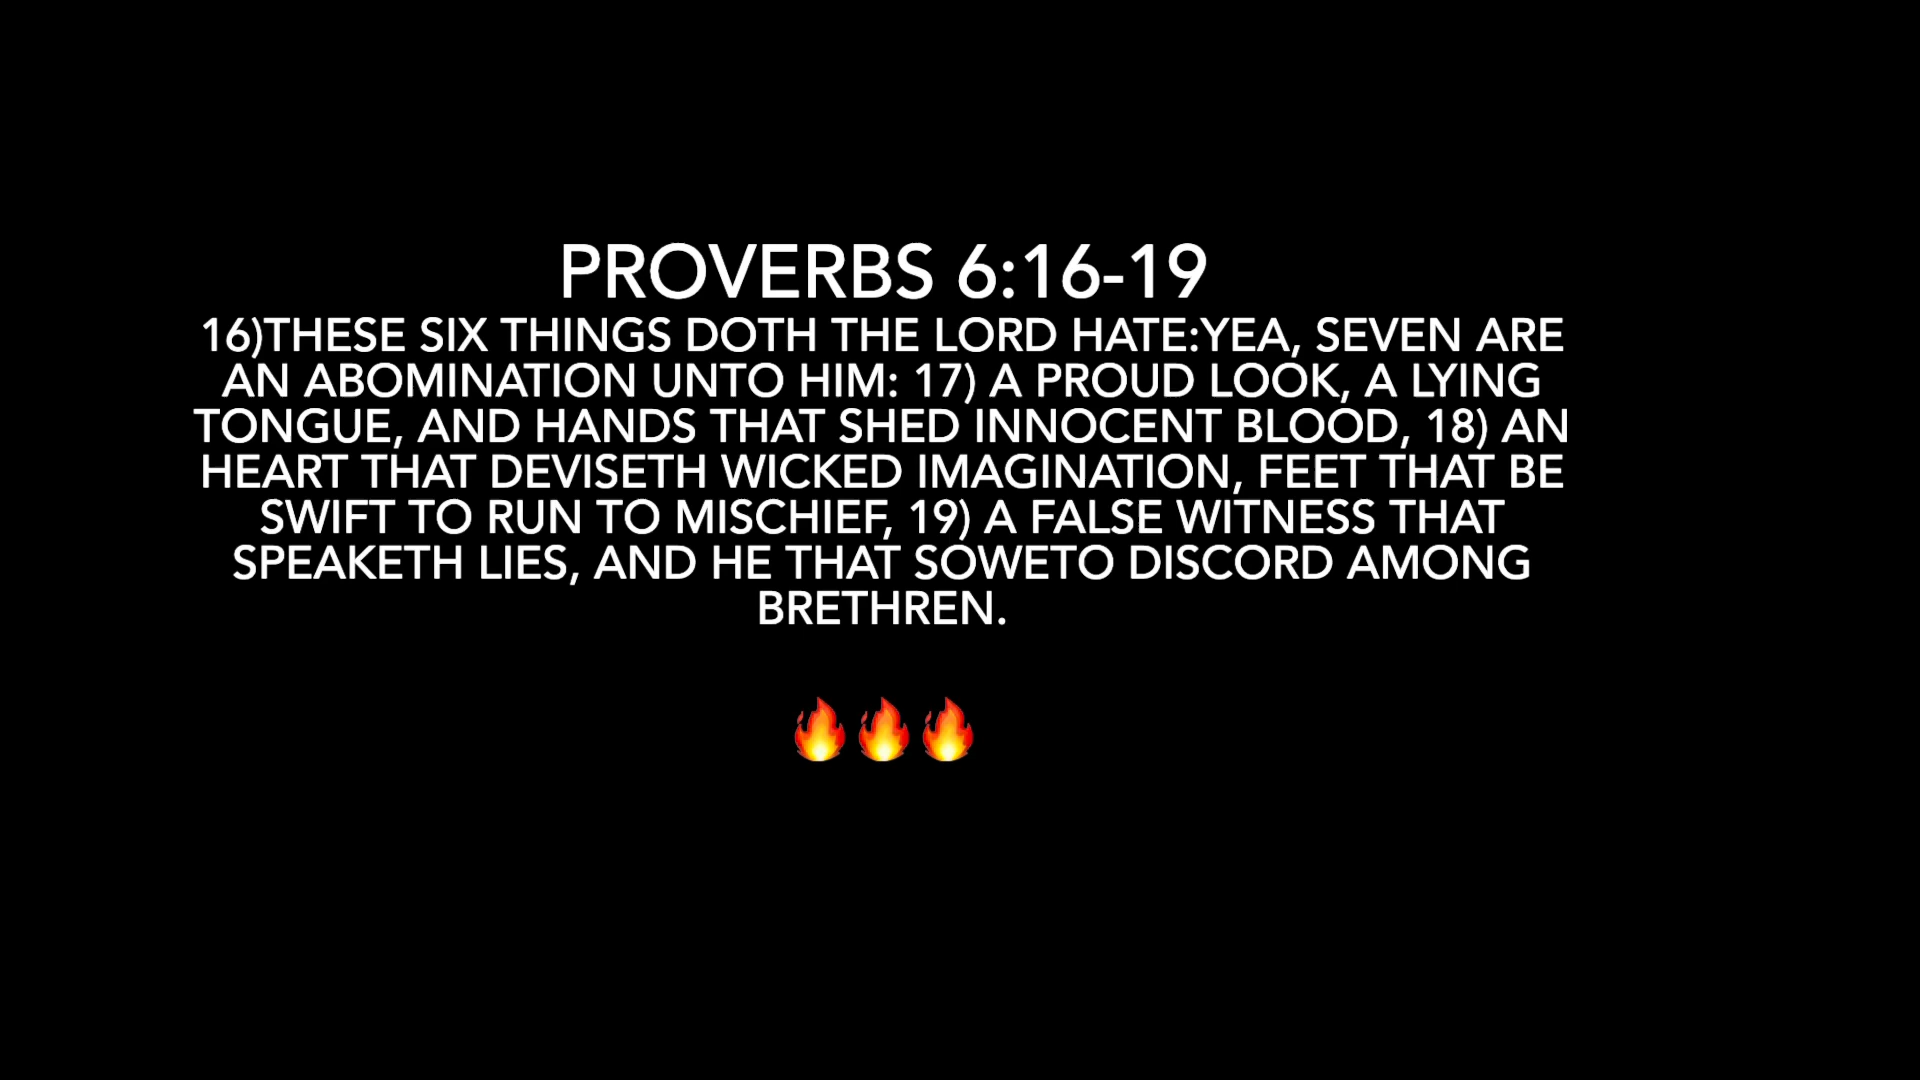 PROVERBS 6:16-19
16)THESE SIX THINGS DOTH THE LORD HATE:YEA, SEVEN ARE
AN ABOMINATION UNTO HIM: 17) A PROUD LOOK, A LYING
TONGUE, AND HANDS THAT SHED INNOCENT BLOOD, 18) AN
HEART THAT DEVISETH WICKED IMAGINATION, FEET THAT BE
SWIFT TO RUN TO MISCHIEF, 19) A FALSE WITNESS THAT
SPEAKETH LIES, AND HE THAT SOWETO DISCORD AMONG
BRETHREN.
🔥🔥🔥